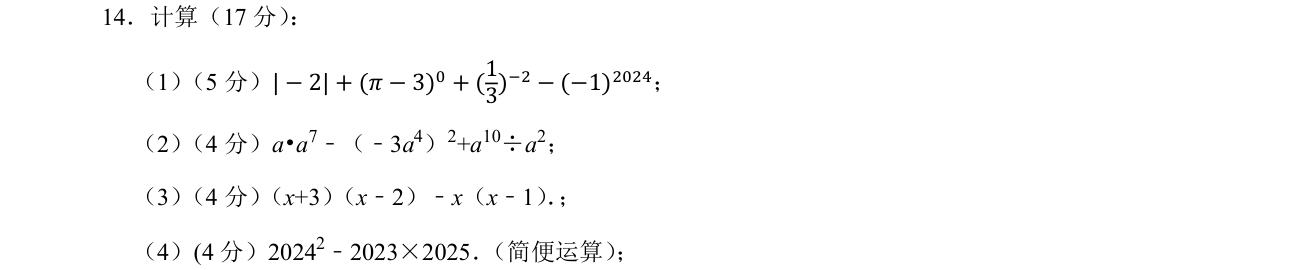 14．计算（17 分）：
（1）（5 分）| − 2| + (π − 3)⁰ + (1/3)⁻² − (−1)²⁰²⁴；
（2）（4 分）a•a⁷﹣（﹣3a⁴）²+a¹⁰÷a²；
（3）（4 分）（x+3）（x﹣2）﹣x（x﹣1）.；
（4）(4 分）2024²﹣2023×2025．（简便运算）；